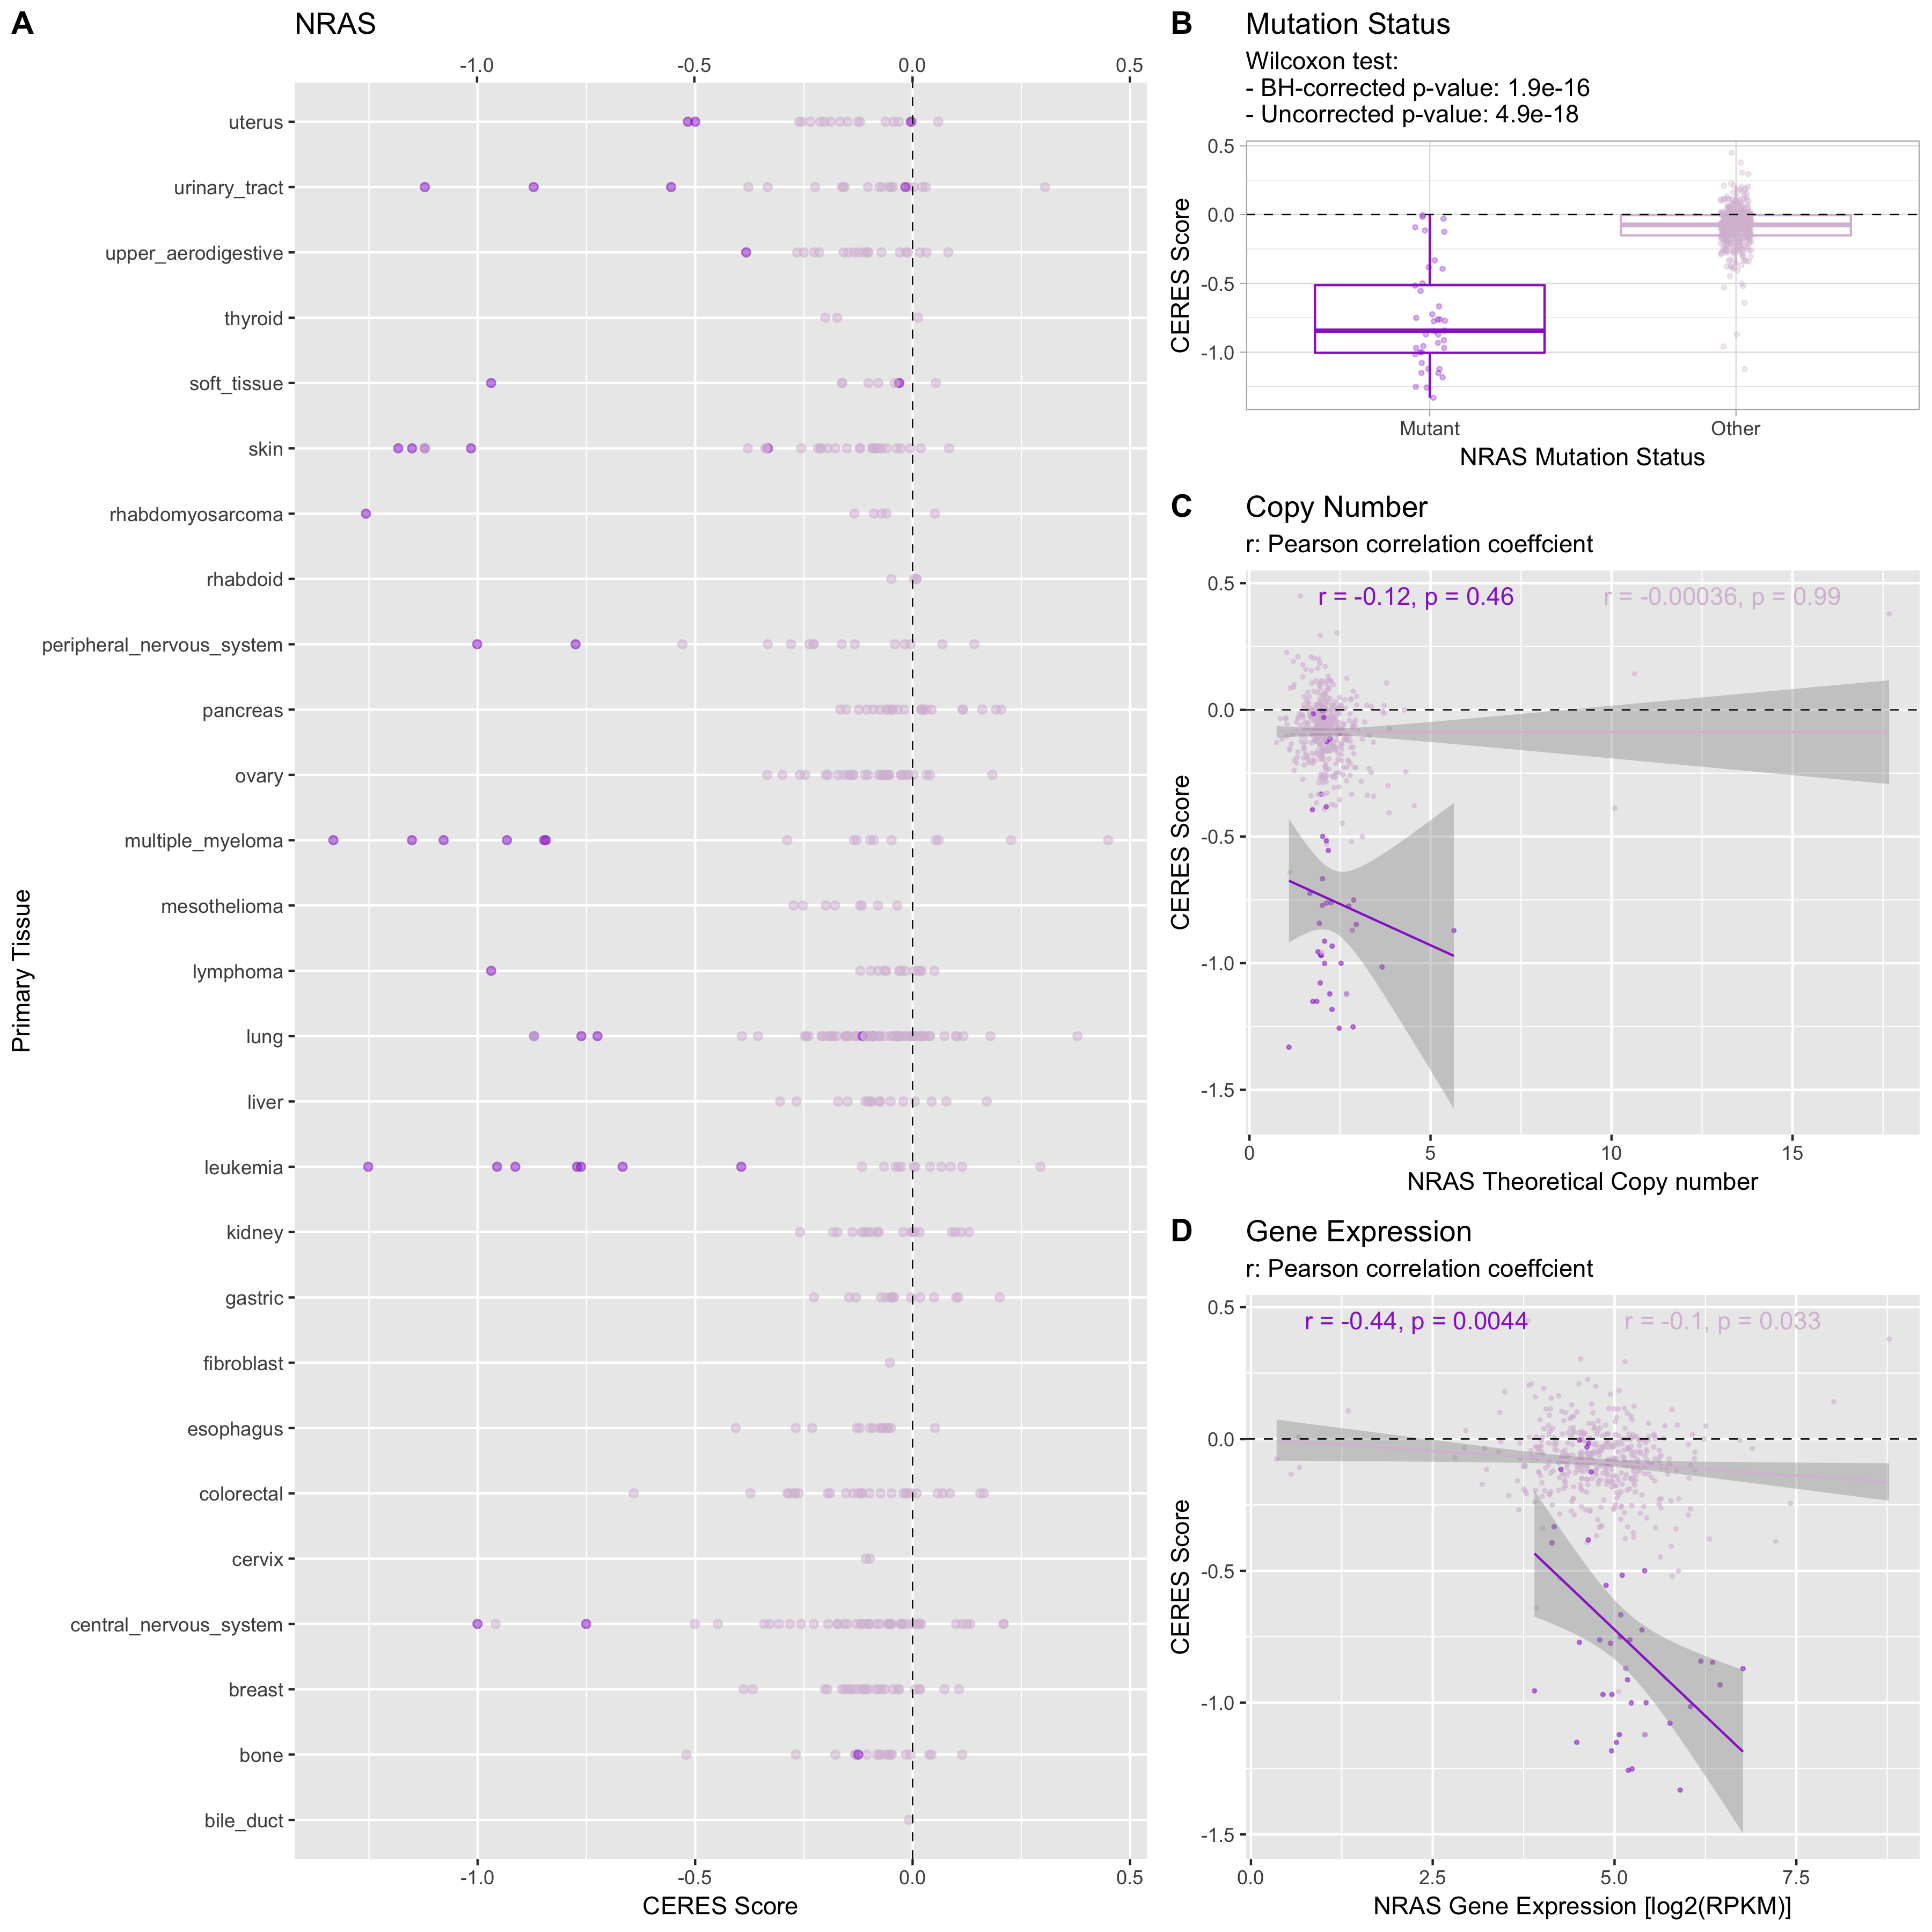 A
NRAS
-1.0 -0.5 0.0 0.5
Primary Tissue
uterus
urinary_tract
upper_aerodigestive
thyroid
soft_tissue
skin
rhabdomyosarcoma
rhabdoid
peripheral_nervous_system
pancreas
ovary
multiple_myeloma
mesothelioma
lymphoma
lung
liver
leukemia
kidney
gastric
fibroblast
esophagus
colorectal
cervix
central_nervous_system
breast
bone
bile_duct
-1.0 -0.5 0.0 0.5
CERES Score
B
Mutation Status
Wilcoxon test:
- BH-corrected p-value: 1.9e-16
- Uncorrected p-value: 4.9e-18
CERES Score
0.5
0.0
-0.5
-1.0
Mutant Other
NRAS Mutation Status
C
Copy Number
r: Pearson correlation coeffcient
r = -0.12, p = 0.46 r = -0.00036, p = 0.99
CERES Score
0.5
0.0
-0.5
-1.0
-1.5
0 5 10 15
NRAS Theoretical Copy number
D
Gene Expression
r: Pearson correlation coeffcient
r = -0.44, p = 0.0044 r = -0.1, p = 0.033
CERES Score
0.5
0.0
-0.5
-1.0
-1.5
0.0 2.5 5.0 7.5
NRAS Gene Expression [log2(RPKM)]